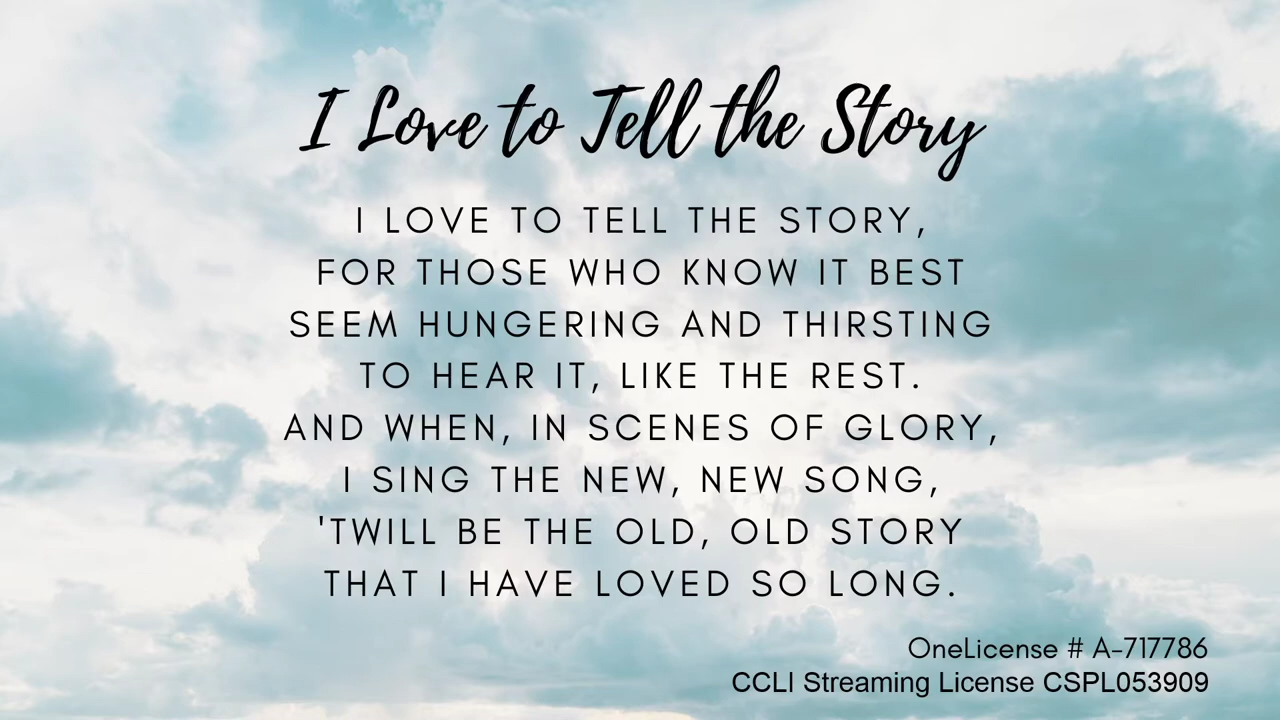 I Love to Tell the Story
I LOVE TO TELL THE STORY,
FOR THOSE WHO KNOW IT BEST
SEEM HUNGERING AND THIRSTING
TO HEAR IT, LIKE THE REST.
AND WHEN, IN SCENES OF GLORY,
I SING THE NEW, NEW SONG,
'TWILL BE THE OLD, OLD STORY
THAT I HAVE LOVED SO LONG.
OneLicense # A-717786
CCLI Streaming License CSPL053909